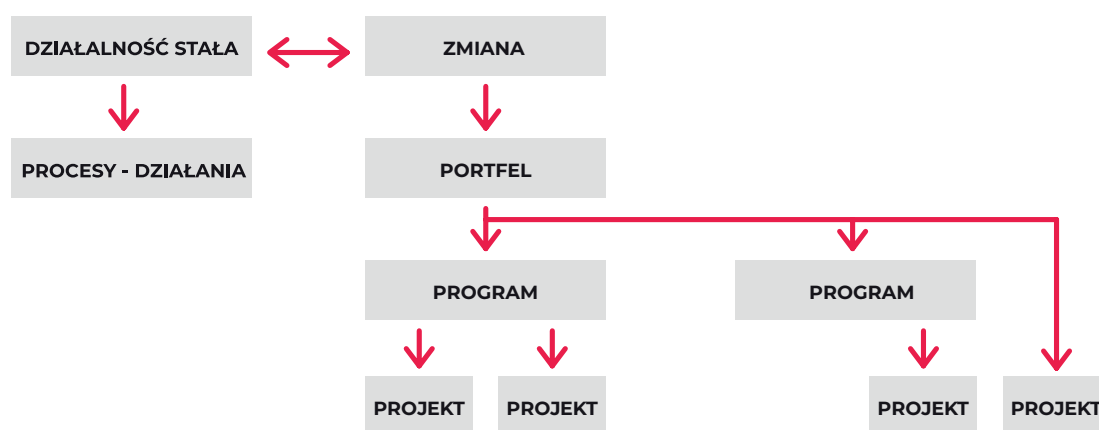 DZIAŁALNOŚĆ STAŁA
ZMIANA
PROCESY - DZIAŁANIA
PORTFEL
PROGRAM
PROGRAM
PROJEKT
PROJEKT
PROJEKT
PROJEKT